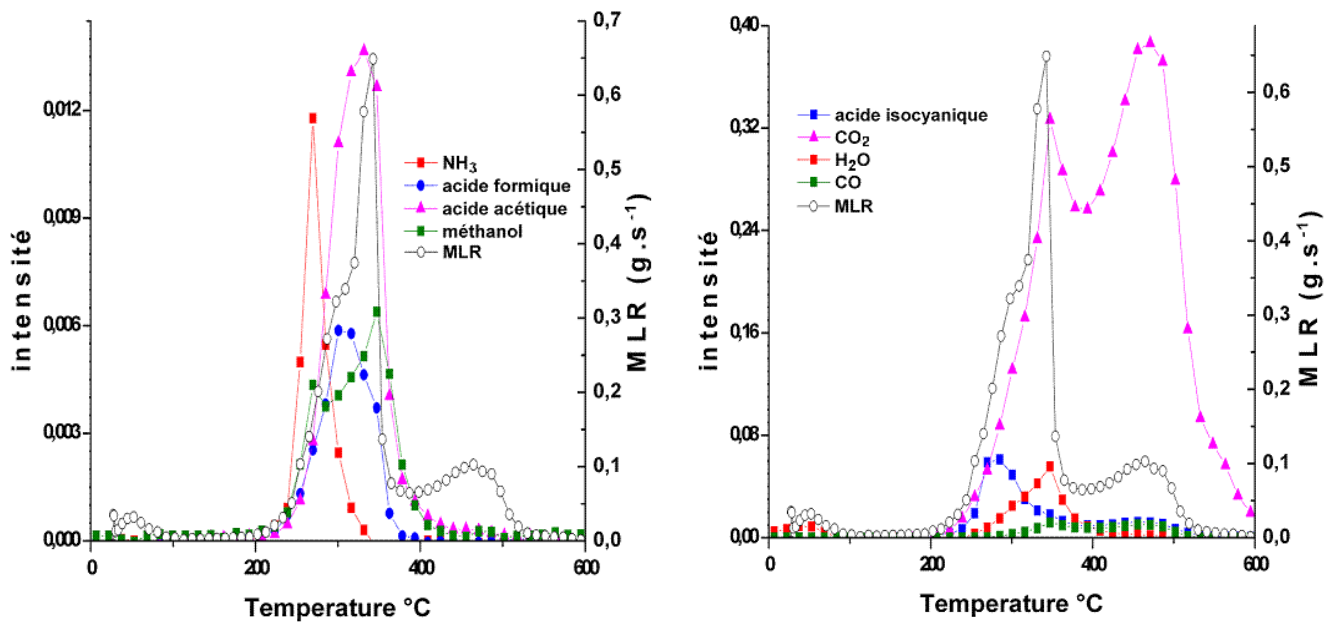 0,012
0,009
0,006
0,003
0,000
intensité
0,7
0,6
0,5
0,4
0,3
0,2
0,1
0,0
MLR (g.s⁻¹)
NH₃
acide formique
acide acétique
méthanol
MLR
0 200 400 600
Temperature °C
0,40
0,32
0,24
0,16
0,08
0,00
intensité
0,6
0,5
0,4
0,3
0,2
0,1
0,0
MLR (g.s⁻¹)
acide isocyanique
CO₂
H₂O
CO
MLR
0 200 400 600
Temperature °C